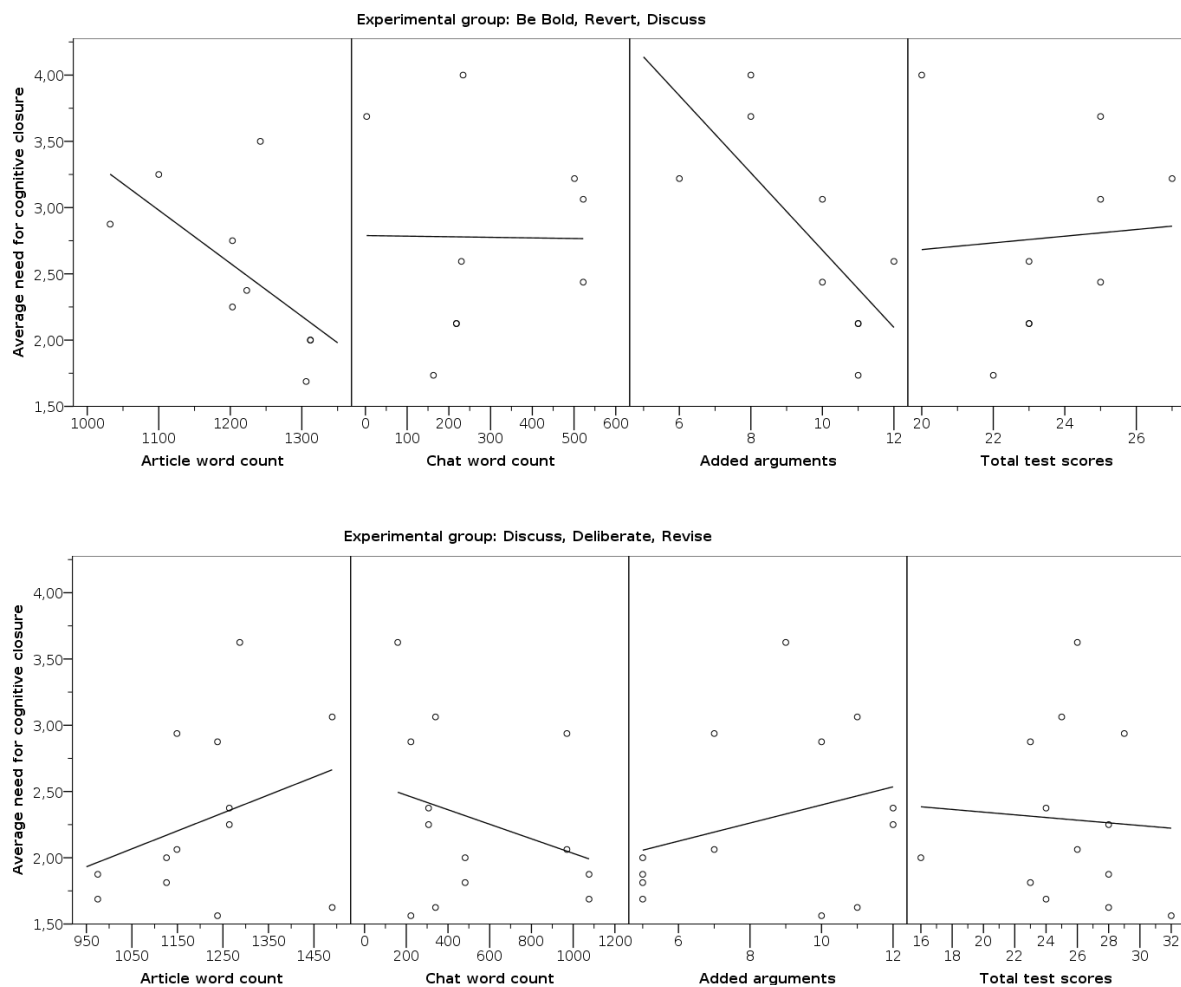 Experimental group: Be Bold, Revert, Discuss
Average need for cognitive closure
4,00
3,50
3,00
2,50
2,00
1,50
1000 1100 1200 1300 0 100 200 300 400 500 600 6 8 10 12 20 22 24 26
Article word count Chat word count Added arguments Total test scores
Experimental group: Discuss, Deliberate, Revise
Average need for cognitive closure
4,00
3,50
3,00
2,50
2,00
1,50
950 1150 1350 0 400 800 1200 6 8 10 12 16 20 24 28 32
1050 1250 1450 200 600 1000 18 22 26 30
Article word count Chat word count Added arguments Total test scores